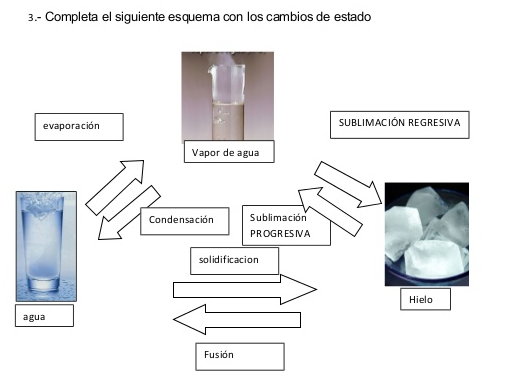 3.- Completa el siguiente esquema con los cambios de estado
evaporación
SUBLIMACIÓN REGRESIVA
Vapor de agua
Condensación
Sublimación
PROGRESIVA
solidificacion
Hielo
agua
Fusión